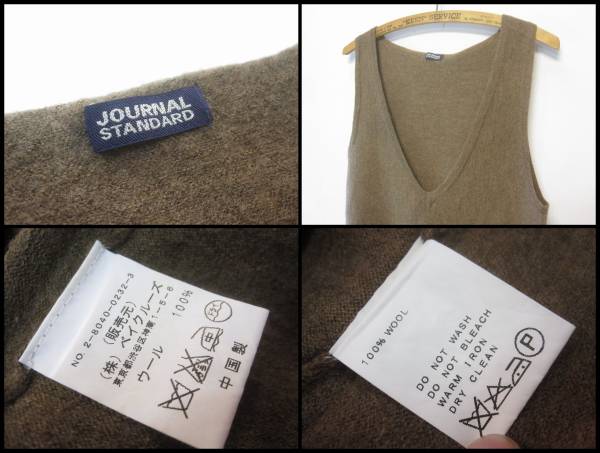 JOURNAL
STANDARD
"KEEP" SERVICE
NO. 2-8040-0232-3
(販売元)
(株) ベイクルーズ
東京都渋谷区神南1-5-6
ウール 100%
中国製
100% WOOL
DO NOT WASH
DO NOT BLEACH
WARM IRON
DRY CLEAN
P